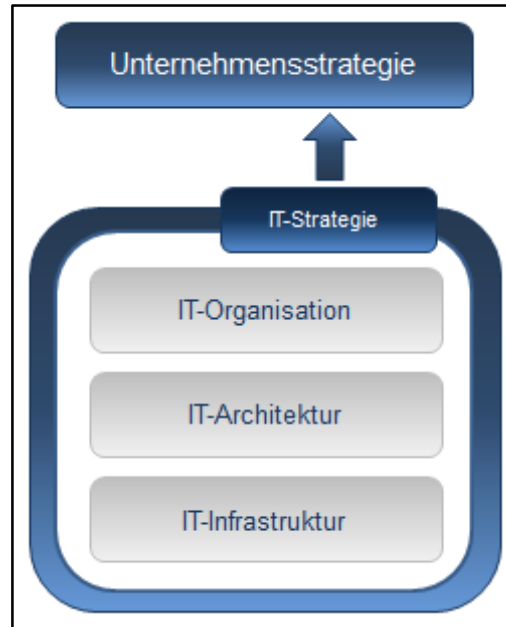 Unternehmensstrategie
IT-Strategie
IT-Organisation
IT-Architektur
IT-Infrastruktur